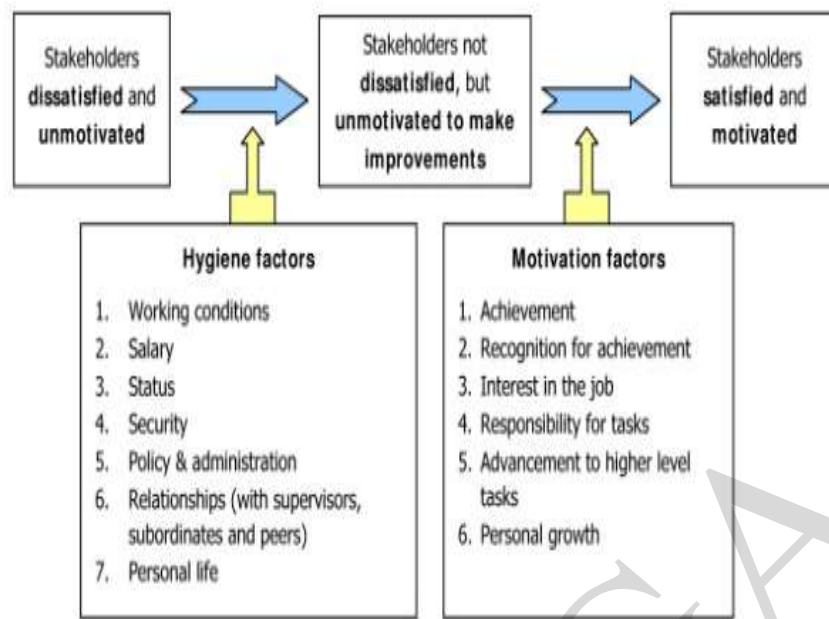 Stakeholders
dissatisfied and
unmotivated
Stakeholders not
dissatisfied, but
unmotivated to make
improvements
Stakeholders
satisfied and
motivated
Hygiene factors
1. Working conditions
2. Salary
3. Status
4. Security
5. Policy & administration
6. Relationships (with supervisors,
subordinates and peers)
7. Personal life
Motivation factors
1. Achievement
2. Recognition for achievement
3. Interest in the job
4. Responsibility for tasks
5. Advancement to higher level
tasks
6. Personal growth